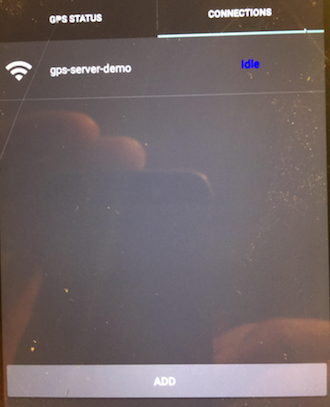 GPS STATUS
CONNECTIONS
gps-server-demo
Idle
ADD